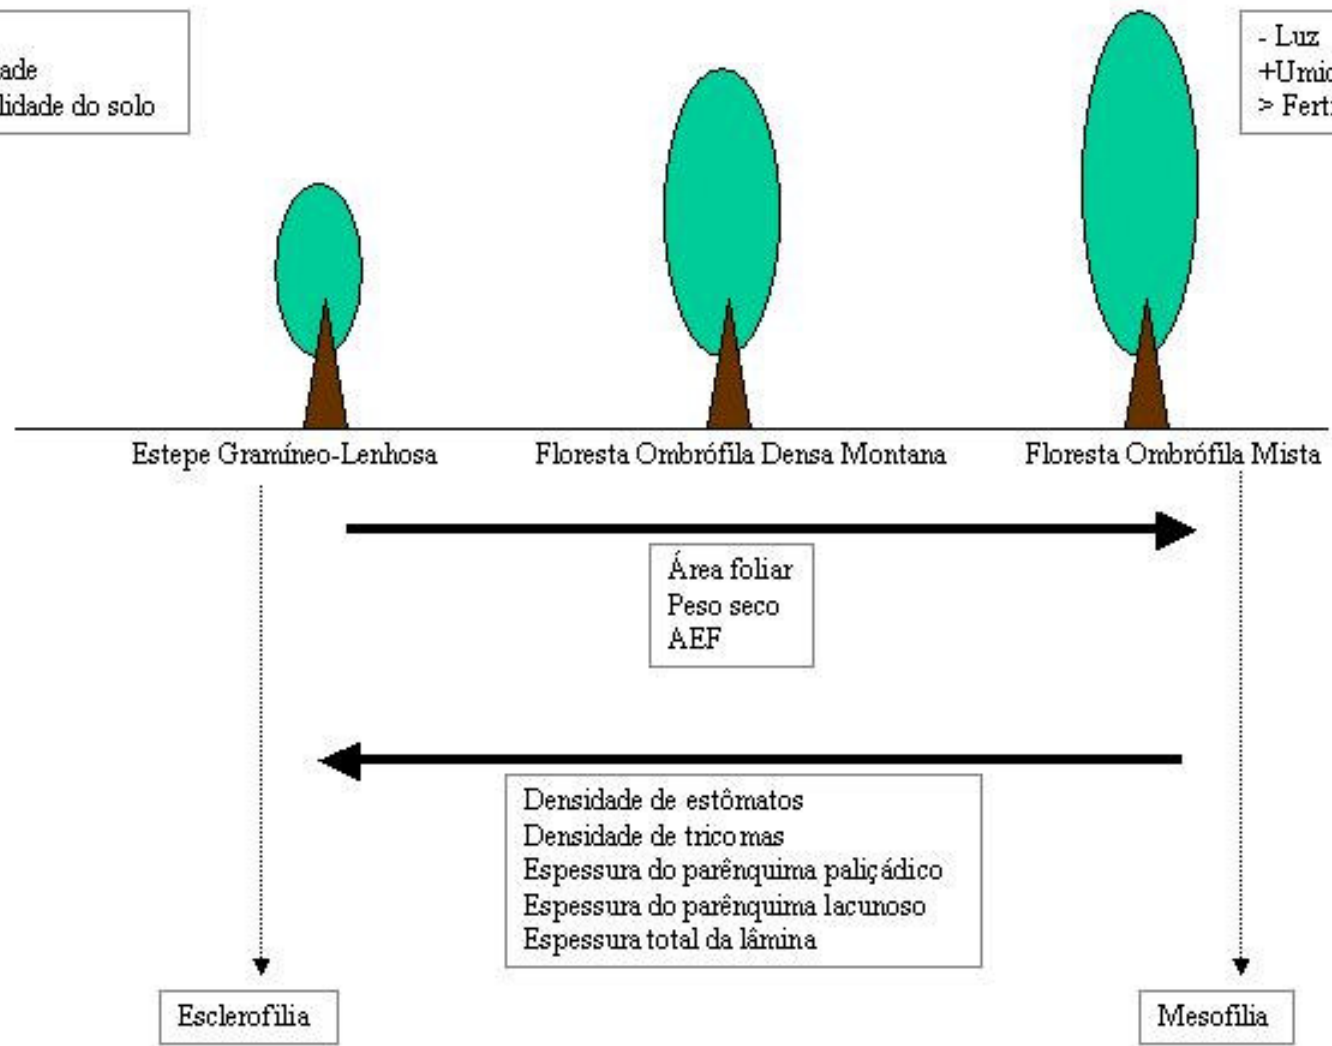 ade
lidade do solo
- Luz
+Umid
> Ferti
Estepe Gramíneo-Lenhosa
Floresta Ombrófila Densa Montana
Floresta Ombrófila Mista
Área foliar
Peso seco
AEF
Densidade de estômatos
Densidade de tricomas
Espessura do parênquima paliçádico
Espessura do parênquima lacunoso
Espessura total da lâmina
Esclerofilia
Mesofilia